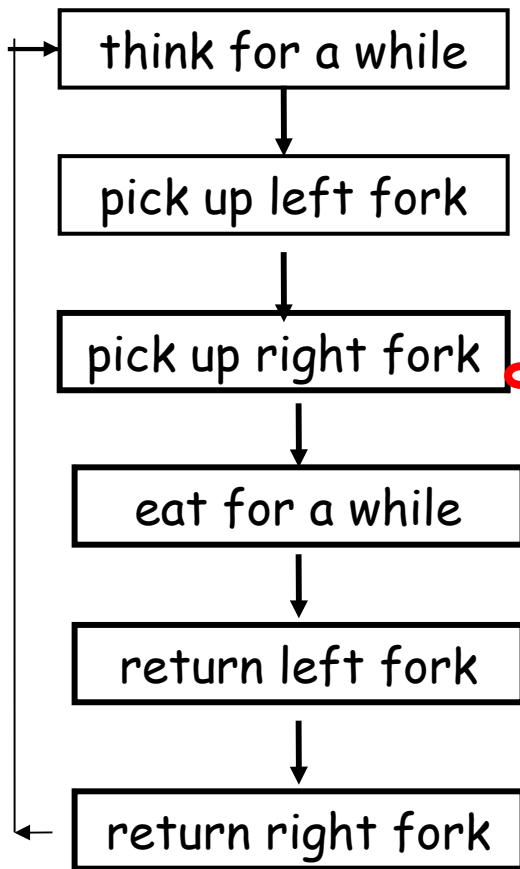 think for a while
pick up left fork
pick up right fork
eat for a while
return left fork
return right fork